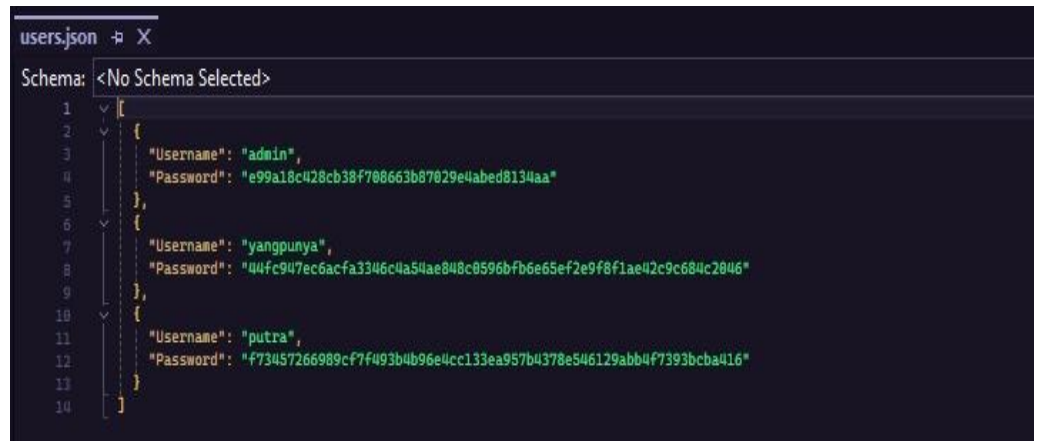 users.json
Schema: <No Schema Selected>
1 [
2 {
3 "Username": "admin",
4 "Password": "e99a18c428cb38f708663b87029e4abed8134aa"
5 },
6 {
7 "Username": "yangpunya",
8 "Password": "44fc947ec6acfa3346c4a54ae848c0596bfb6e65ef2e9f8f1ae42c9c684c2046"
9 },
10 {
11 "Username": "putra",
12 "Password": "f73457266989cf7f493b4b96e4cc133ea957b4378e546129abb4f7393bcba416"
13 }
14 ]